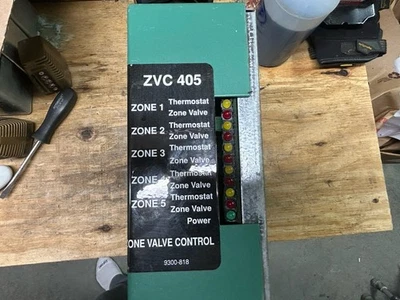 ZVC 405
ZONE 1 Thermostat
Zone Valve
ZONE 2 Thermostat
Zone Valve
ZONE 3 Thermostat
Zone Valve
ZONE Thermostat
Zone Valve
ZONE 5 Thermostat
Zone Valve
Power
ONE VALVE CONTROL
9300-818